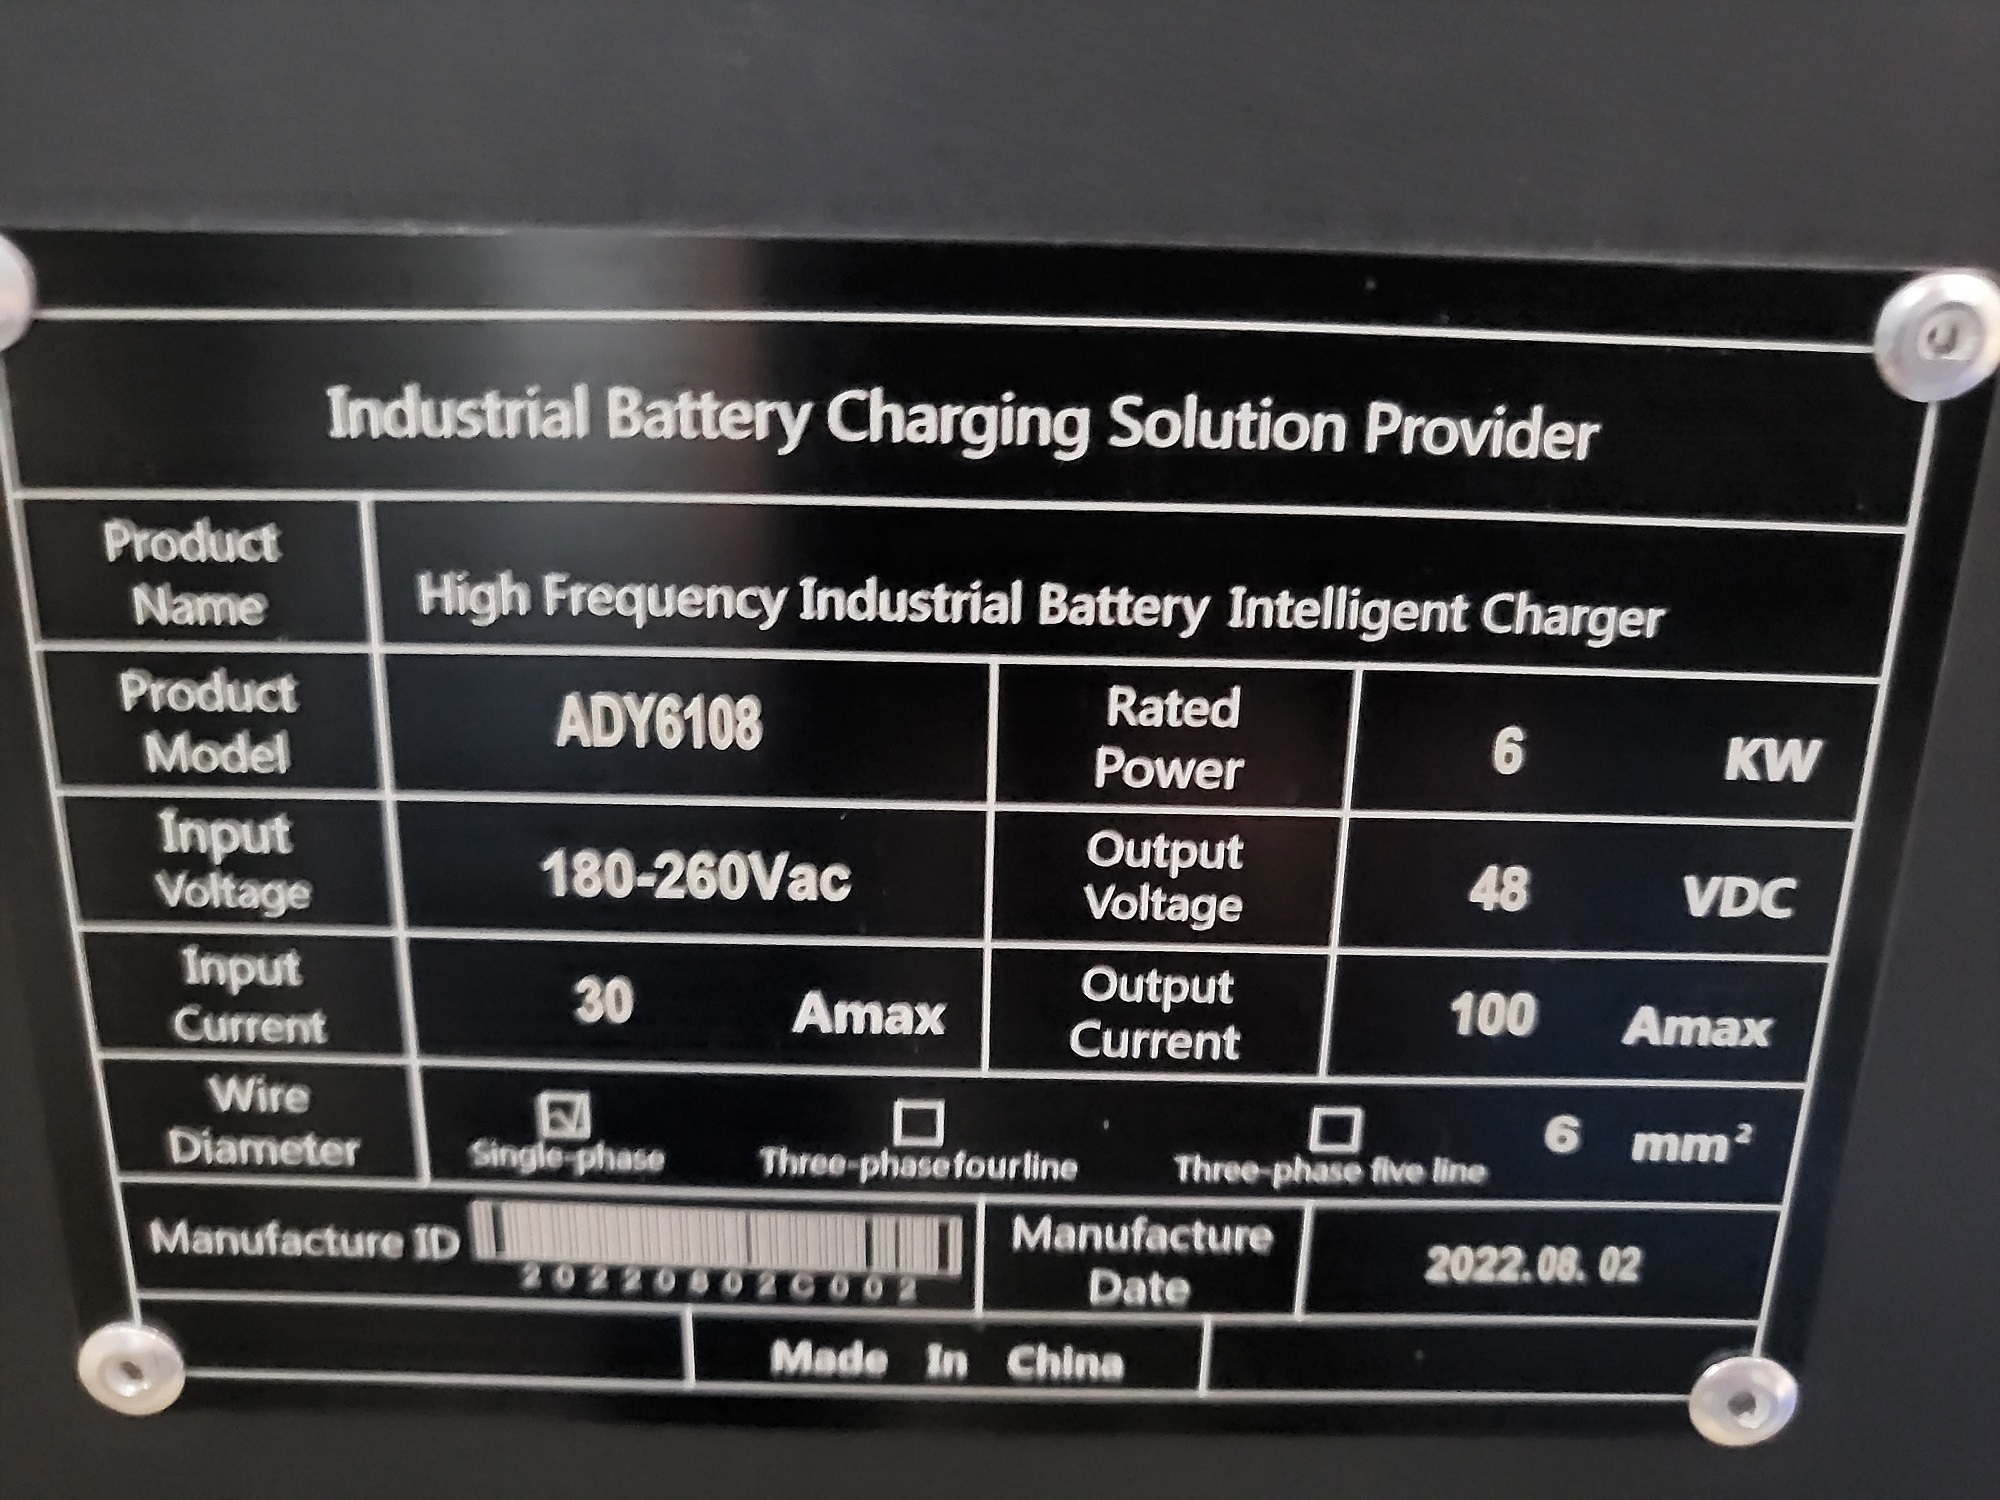 Industrial Battery Charging Solution Provider
Product Name
High Frequency Industrial Battery Intelligent Charger
Product Model
ADY6108
Rated Power
6 KW
Input Voltage
180-260Vac
Output Voltage
48 VDC
Input Current
30 Amax
Output Current
100 Amax
Wire Diameter
Single-phase
Three-phase four line
Three-phase five line
6 mm²
Manufacture ID
20220802C002
Manufacture Date
2022.08.02
Made In China